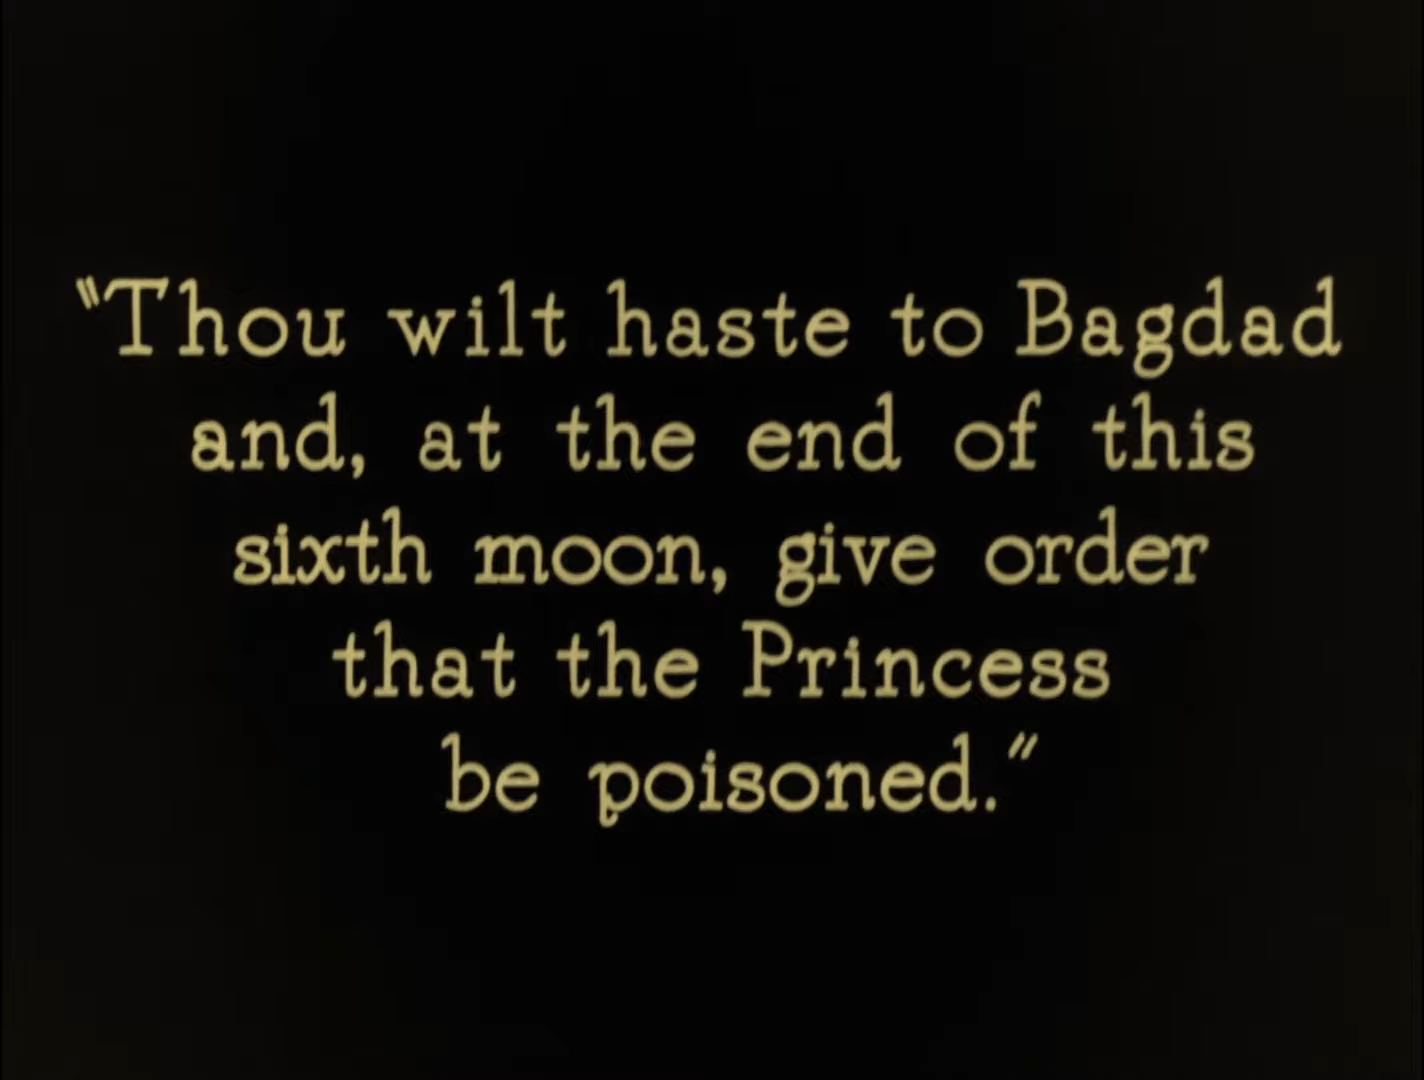 "Thou wilt haste to Bagdad
and, at the end of this
sixth moon, give order
that the Princess
be poisoned."